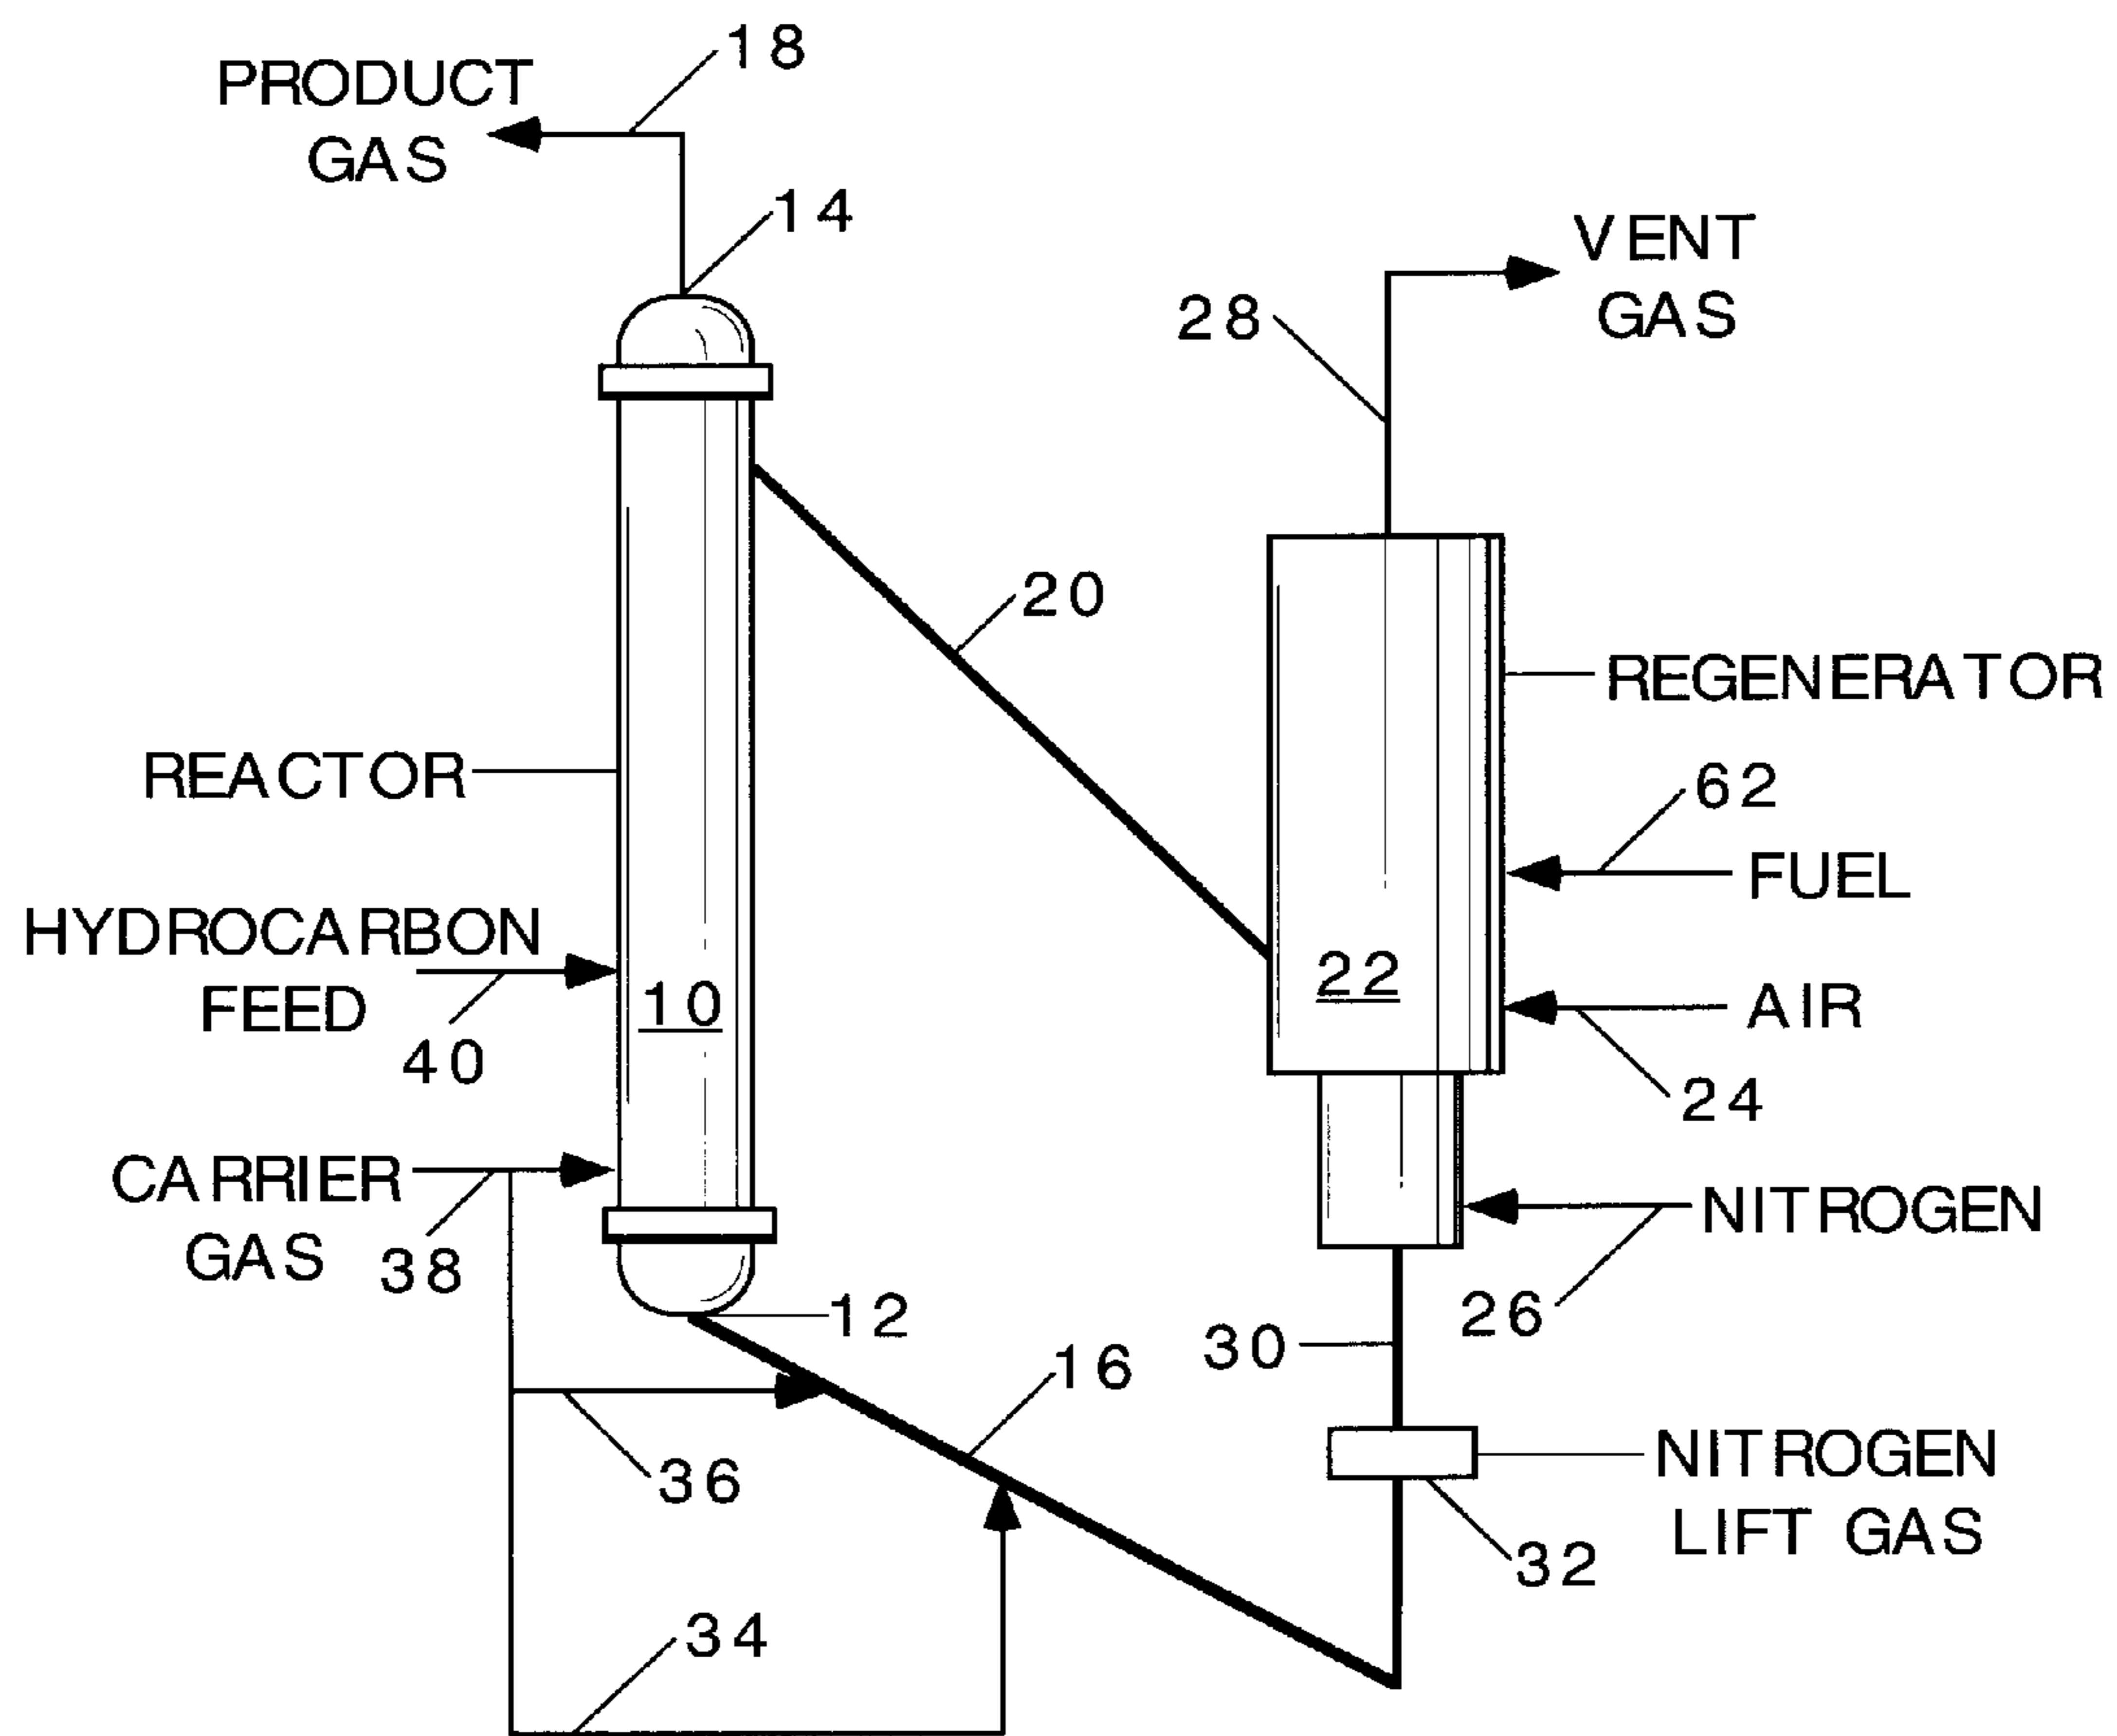 18
PRODUCT
GAS
14
VENT
GAS
28
20
REGENERATOR
REACTOR
62
FUEL
HYDROCARBON
FEED
40
10
22
AIR
24
CARRIER
GAS
38
NITROGEN
26
12
30
16
36
NITROGEN
LIFT GAS
32
34